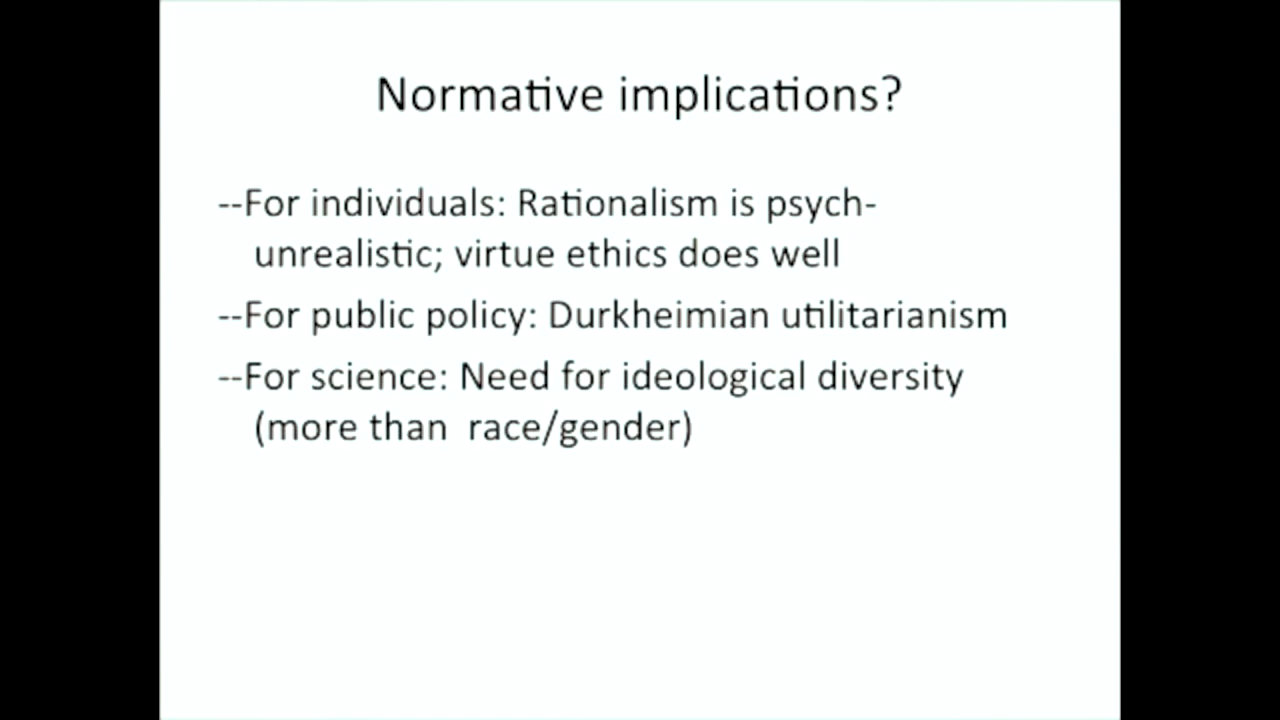 Normative implications?
--For individuals: Rationalism is psych-
unrealistic; virtue ethics does well
--For public policy: Durkheimian utilitarianism
--For science: Need for ideological diversity
(more than  race/gender)